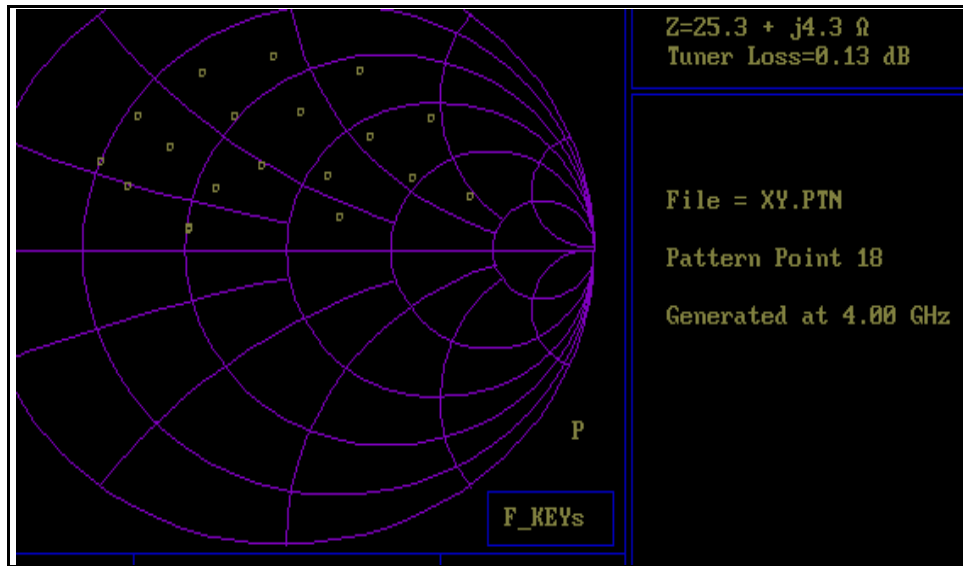 Z=25.3 + j4.3 Ω
Tuner Loss=0.13 dB
File = XY.PTN
Pattern Point 18
Generated at 4.00 GHz
P
F_KEYs